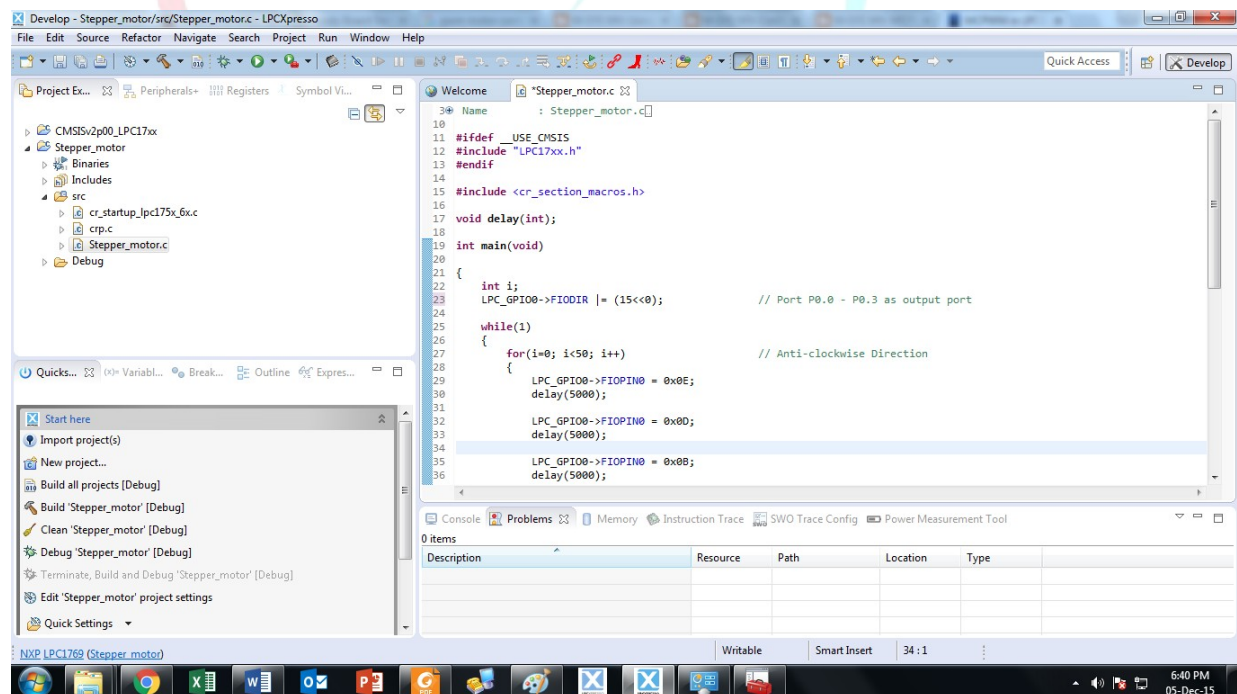 Develop - Stepper_motor/src/Stepper_motor.c - LPCXpresso
File Edit Source Refactor Navigate Search Project Run Window Help
Quick Access Develop
Project Ex... Peripherals+ Registers Symbol Vi...
CMSISv2p00_LPC17xx
Stepper_motor
Binaries
Includes
src
cr_startup_lpc175x_6x.c
crp.c
Stepper_motor.c
Debug
Welcome *Stepper_motor.c
3 Name : Stepper_motor.c
10
11 #ifdef __USE_CMSIS
12 #include "LPC17xx.h"
13 #endif
14
15 #include <cr_section_macros.h>
16
17 void delay(int);
18
19 int main(void)
20
21 {
22 int i;
23 LPC_GPIO0->FIODIR |= (15<<0); // Port P0.0 - P0.3 as output port
24
25 while(1)
26 {
27 for(i=0; i<50; i++) // Anti-clockwise Direction
28 {
29 LPC_GPIO0->FIOPIN0 = 0x0E;
30 delay(5000);
31
32 LPC_GPIO0->FIOPIN0 = 0x0D;
33 delay(5000);
34
35 LPC_GPIO0->FIOPIN0 = 0x0B;
36 delay(5000);
Quicks... (x)= Variabl... Break... Outline Expres...
Start here
Import project(s)
New project...
Build all projects [Debug]
Build 'Stepper_motor' [Debug]
Clean 'Stepper_motor' [Debug]
Debug 'Stepper_motor' [Debug]
Terminate, Build and Debug 'Stepper_motor' [Debug]
Edit 'Stepper_motor' project settings
Quick Settings
Console Problems Memory Instruction Trace SWO Trace Config Power Measurement Tool
0 items
Description Resource Path Location Type
NXP LPC1769 (Stepper motor)
Writable Smart Insert 34 : 1
6:40 PM
05-Dec-15